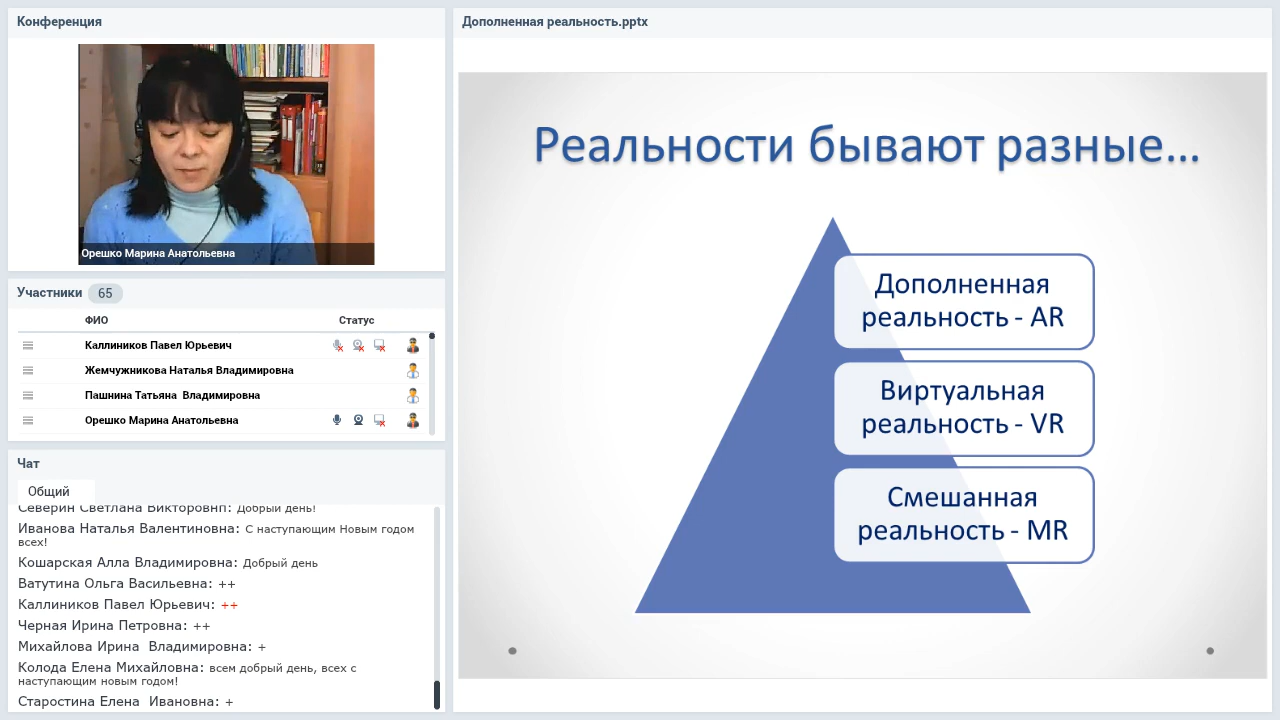 Конференция
Орешко Марина Анатольевна
Участники 65
ФИО Статус
Каллиников Павел Юрьевич
Жемчужникова Наталья Владимировна
Пашнина Татьяна Владимировна
Орешко Марина Анатольевна
Чат
Общий
Северин Светлана Викторовнп: Добрый день!
Иванова Наталья Валентиновна: С наступающим Новым годом
всех!
Кошарская Алла Владимировна: Добрый день
Ватутина Ольга Васильевна: ++
Каллиников Павел Юрьевич: ++
Черная Ирина Петровна: ++
Михайлова Ирина Владимировна: +
Колода Елена Михайловна: всем добрый день, всех с
наступающим новым годом!
Старостина Елена Ивановна: +
Дополненная реальность.pptx
Реальности бывают разные...
Дополненная
реальность - AR
Виртуальная
реальность - VR
Смешанная
реальность - MR